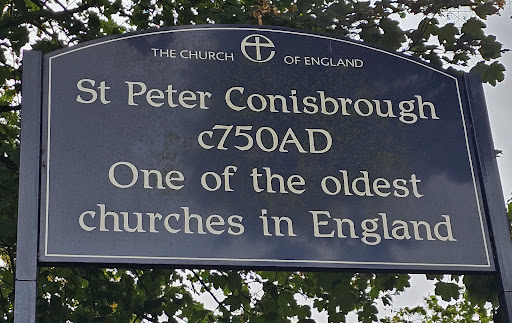 THE CHURCH OF ENGLAND
St Peter Conisbrough
c750AD
One of the oldest
churches in England